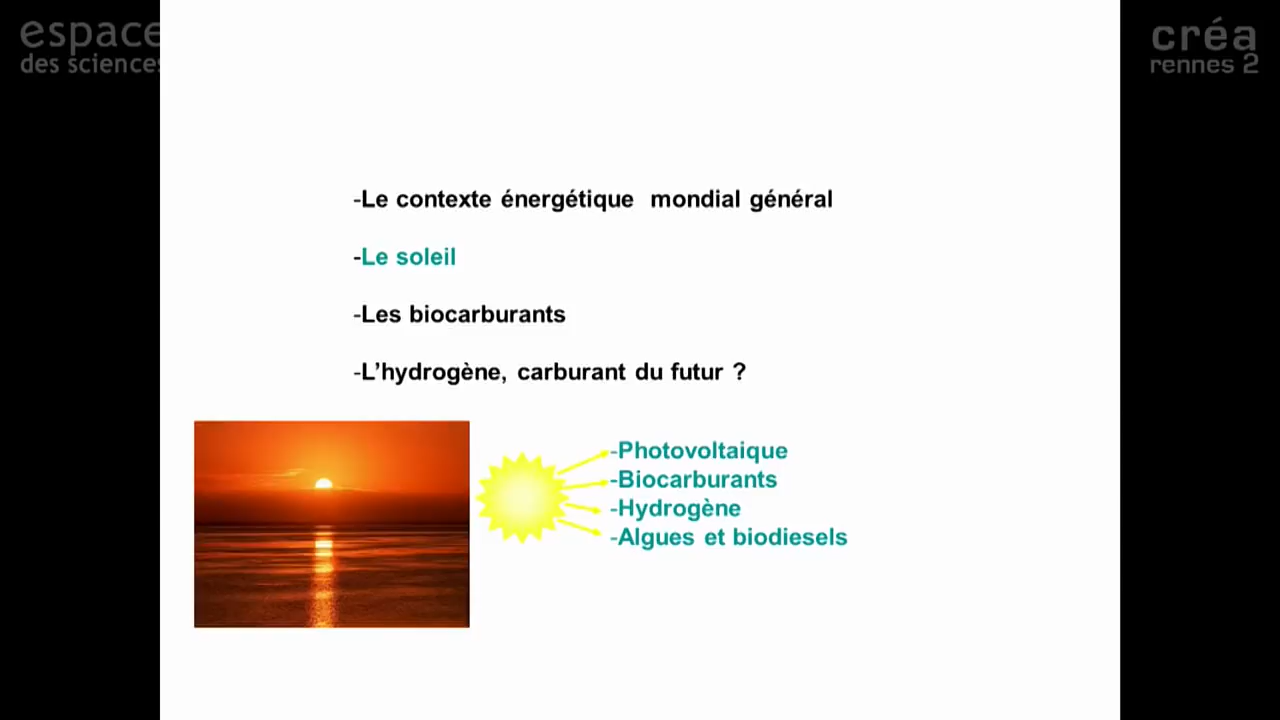 espace
des sciences
créa
rennes 2
-Le contexte énergétique  mondial général
-Le soleil
-Les biocarburants
-L’hydrogène, carburant du futur ?
-Photovoltaique
-Biocarburants
-Hydrogène
-Algues et biodiesels